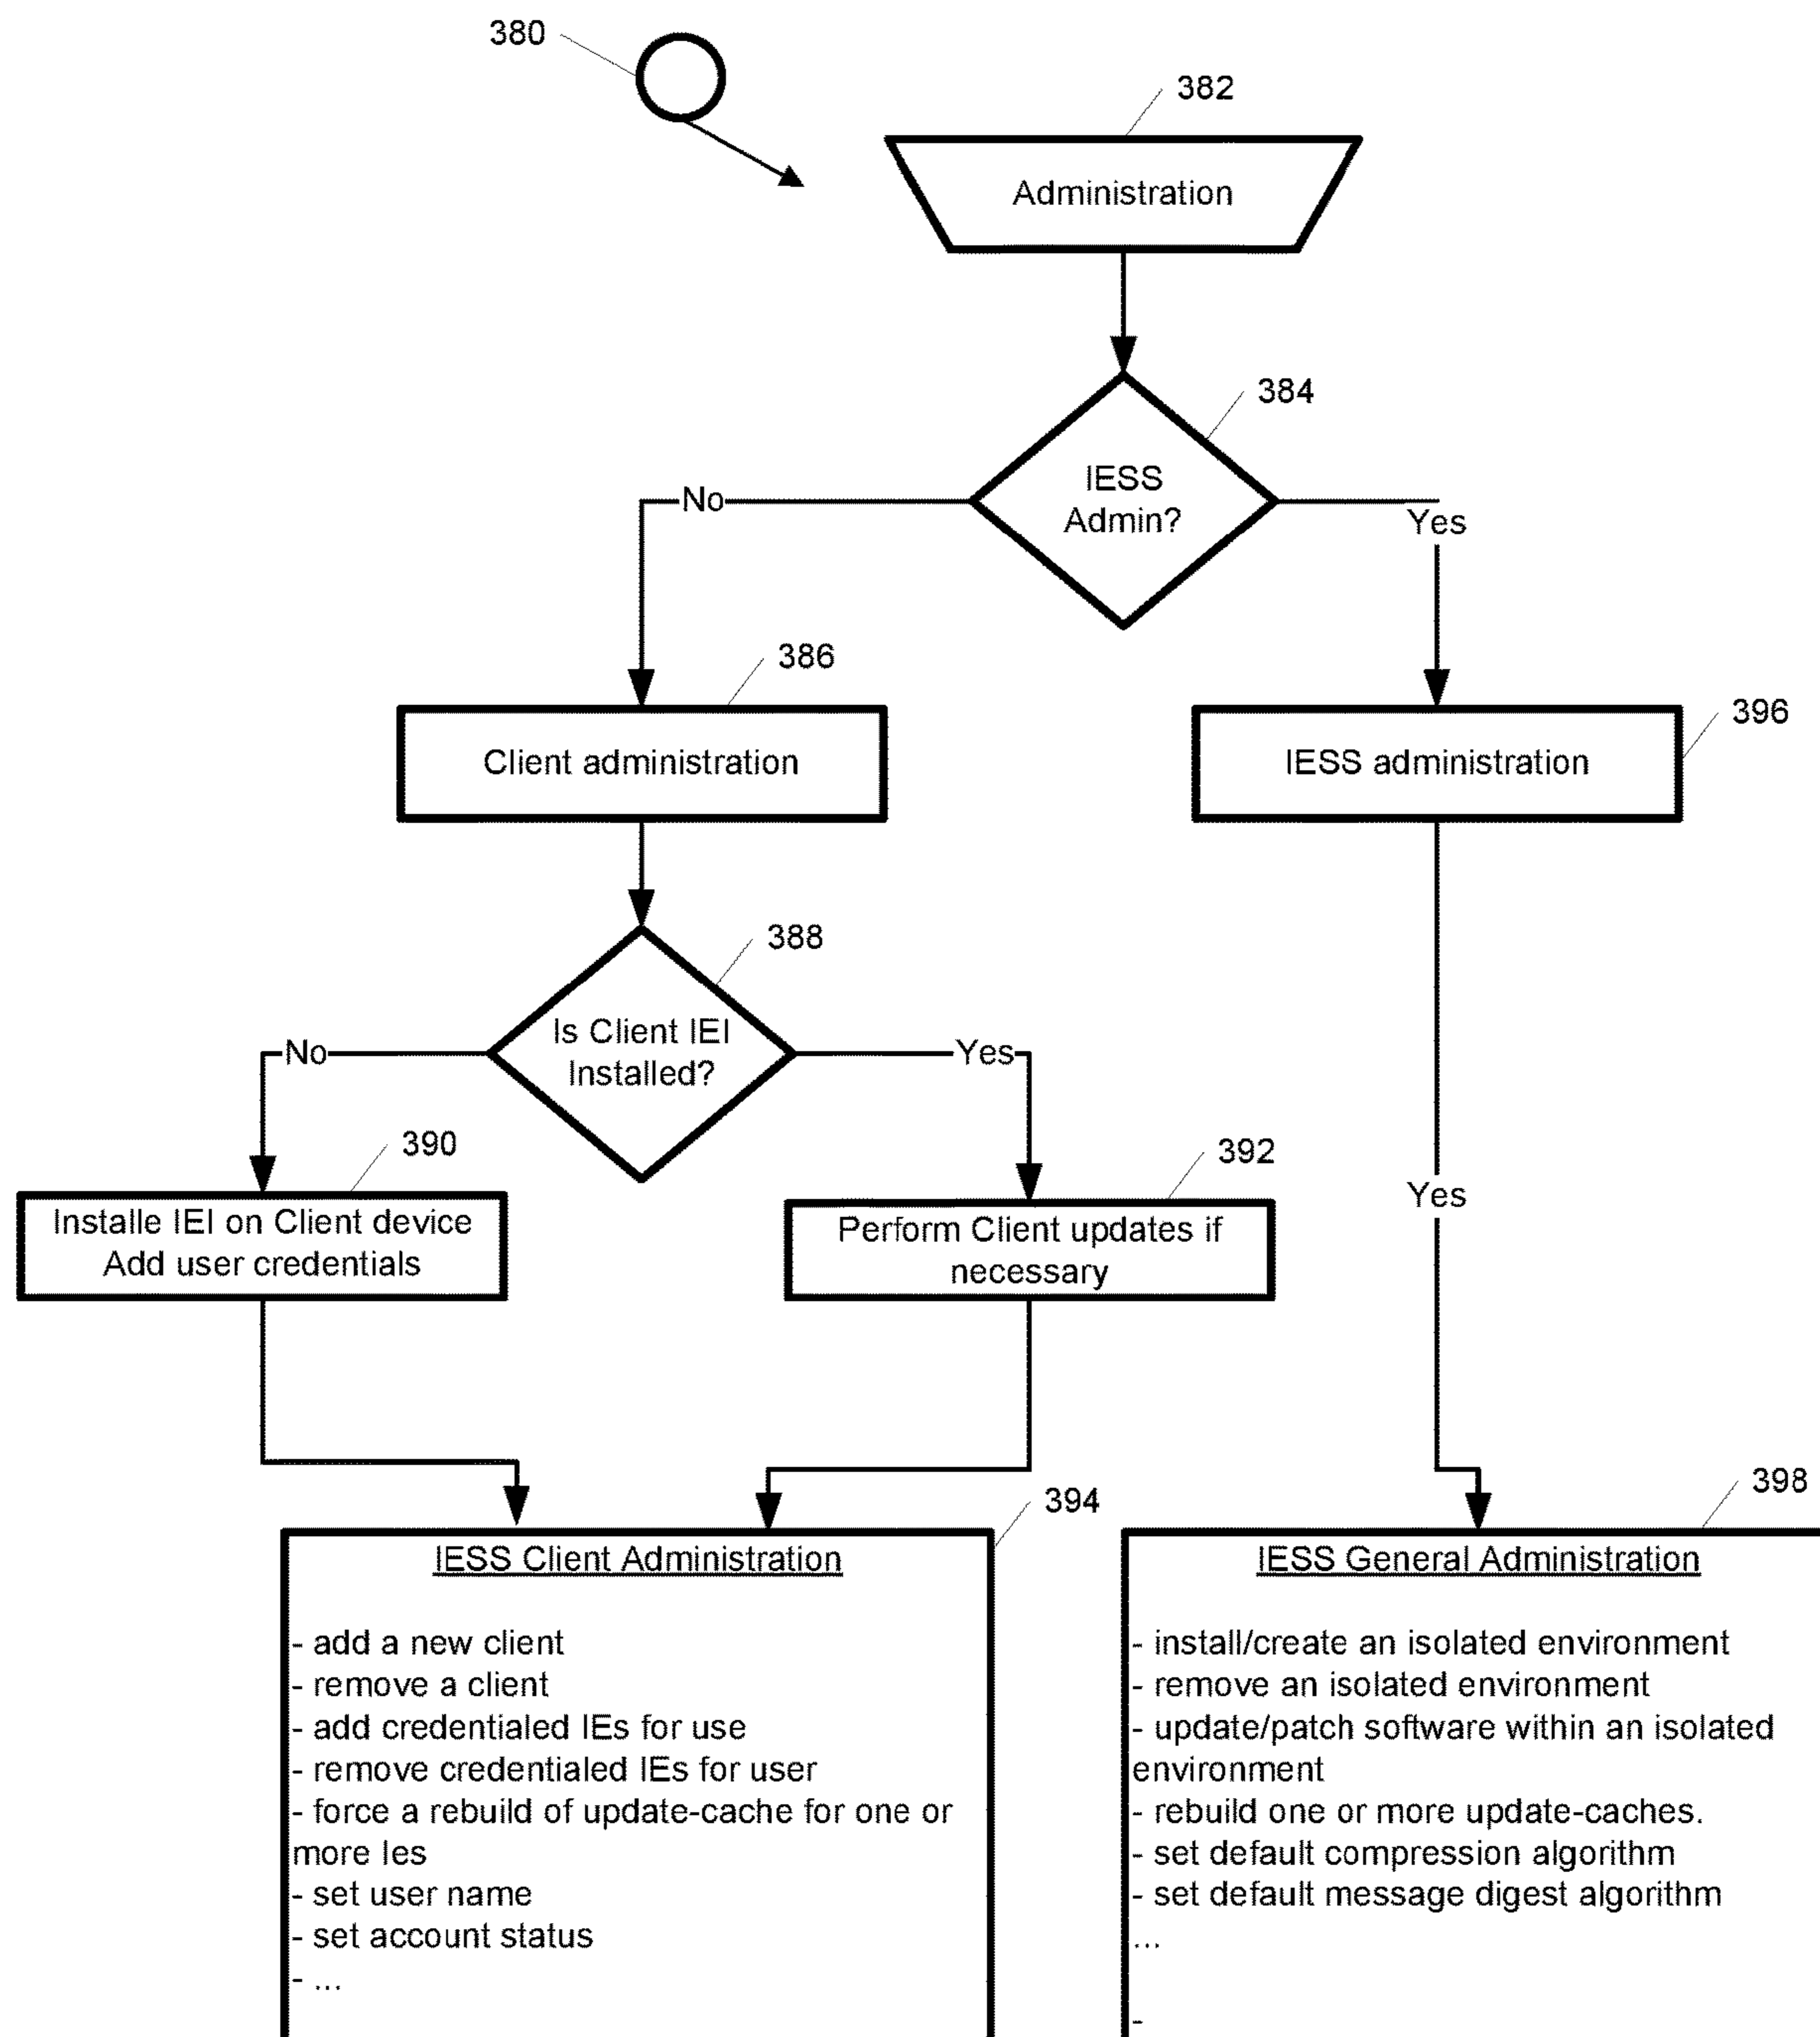 380
382
Administration
384
IESS
Admin?
No
Yes
386
Client administration
396
IESS administration
388
Is Client IEI
Installed?
No
Yes
390
Installe IEI on Client device
Add user credentials
392
Perform Client updates if
necessary
Yes
394
IESS Client Administration
- add a new client
- remove a client
- add credentialed IEs for use
- remove credentialed IEs for user
- force a rebuild of update-cache for one or
more Ies
- set user name
- set account status
- ...
398
IESS General Administration
- install/create an isolated environment
- remove an isolated environment
- update/patch software within an isolated
environment
- rebuild one or more update-caches.
- set default compression algorithm
- set default message digest algorithm
...
-